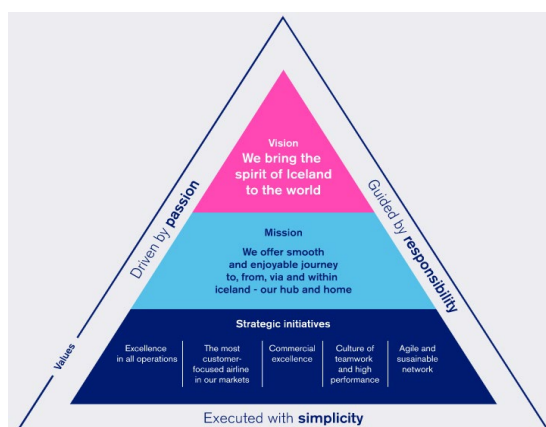 Vision
We bring the
spirit of Iceland
to the world
Driven by passion
Guided by responsibility
Mission
We offer smooth
and enjoyable journey
to, from, via and within
iceland - our hub and home
Strategic initiatives
Excellence
in all operations
The most
customer-
focused airline
in our markets
Commercial
excellence
Culture of
teamwork
and high
performance
Agile and
susainable
network
Values
Executed with simplicity